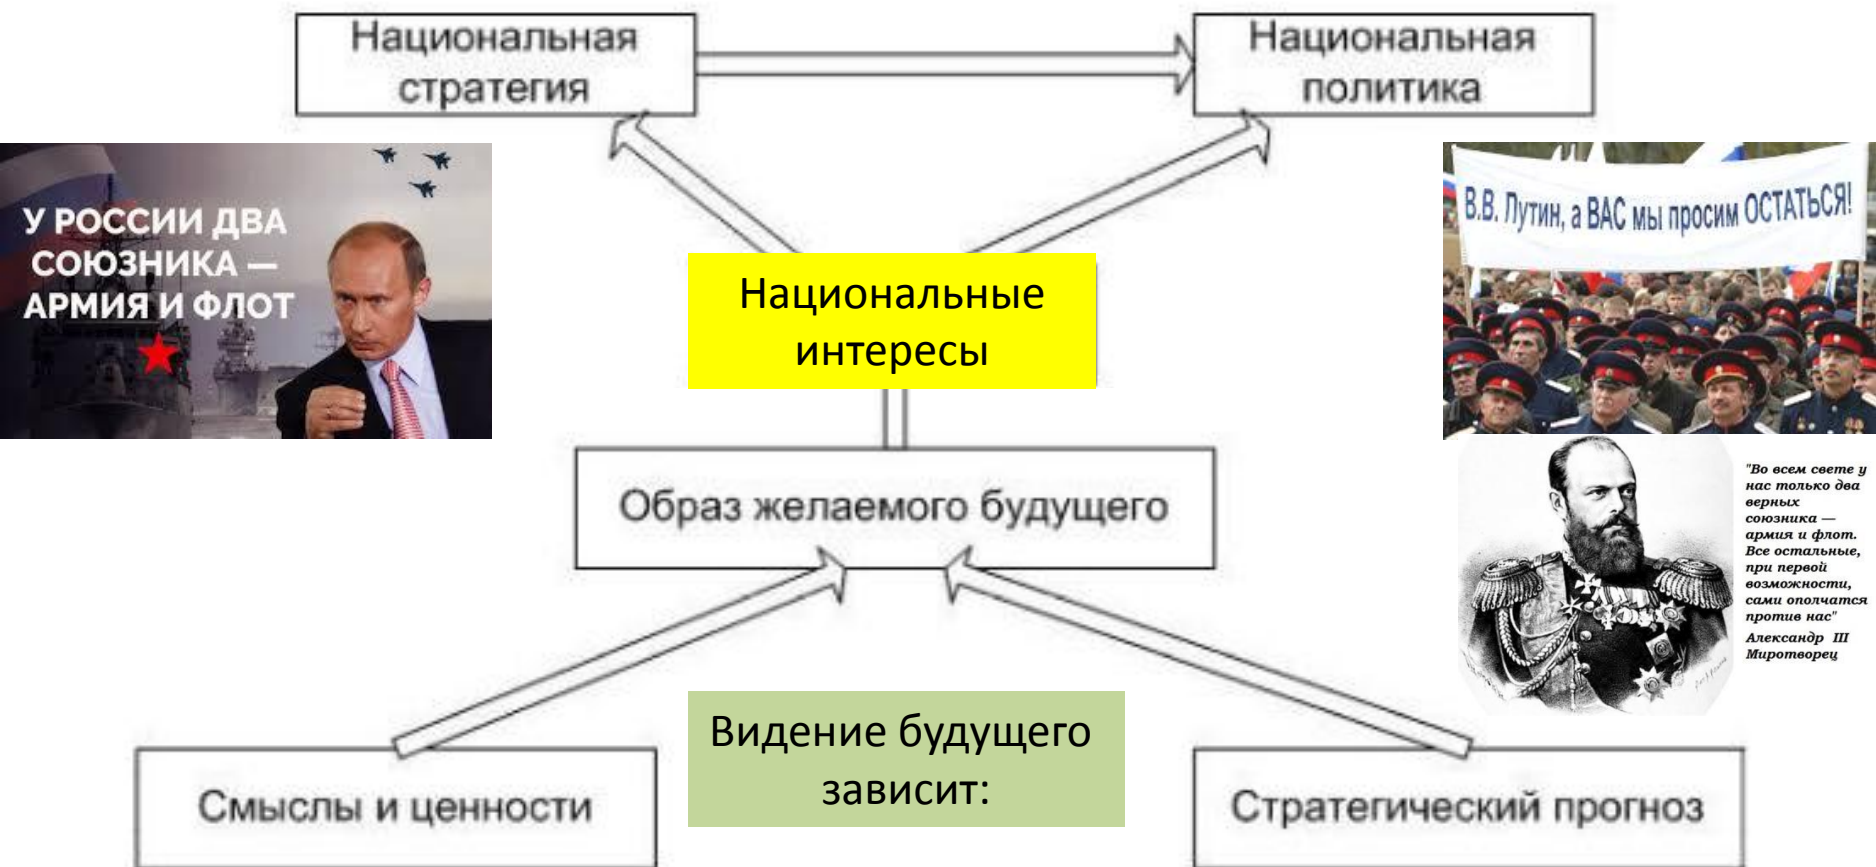 Национальная
стратегия
Национальная
политика
У РОССИИ ДВА
СОЮЗНИКА —
АРМИЯ И ФЛОТ
В.В. Путин, а ВАС мы просим ОСТАТЬСЯ!
Национальные
интересы
"Во всем свете у
нас только два
верных
союзника —
армия и флот.
Все остальные,
при первой
возможности,
сами ополчатся
против нас"
Александр III
Миротворец
Образ желаемого будущего
Видение будущего
зависит:
Смыслы и ценности
Стратегический прогноз